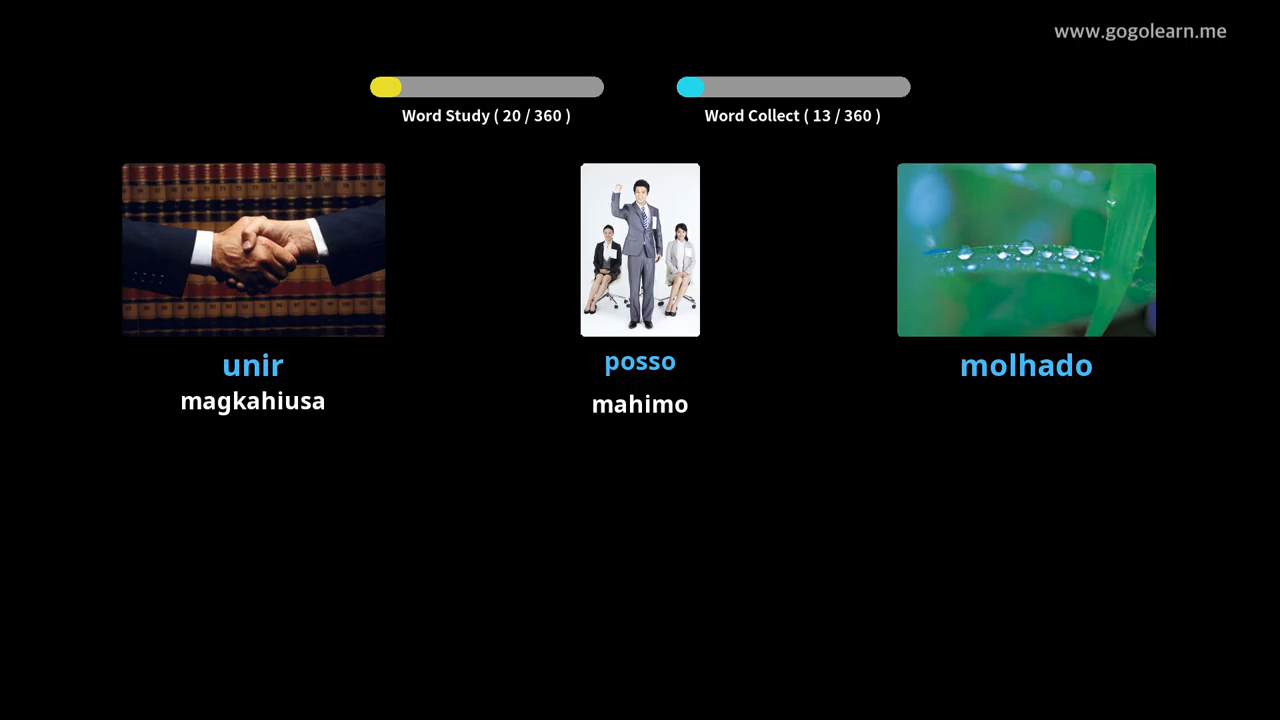 www.gogolearn.me
Word Study ( 20 / 360 )
Word Collect ( 13 / 360 )
unir
magkahiusa
posso
mahimo
molhado